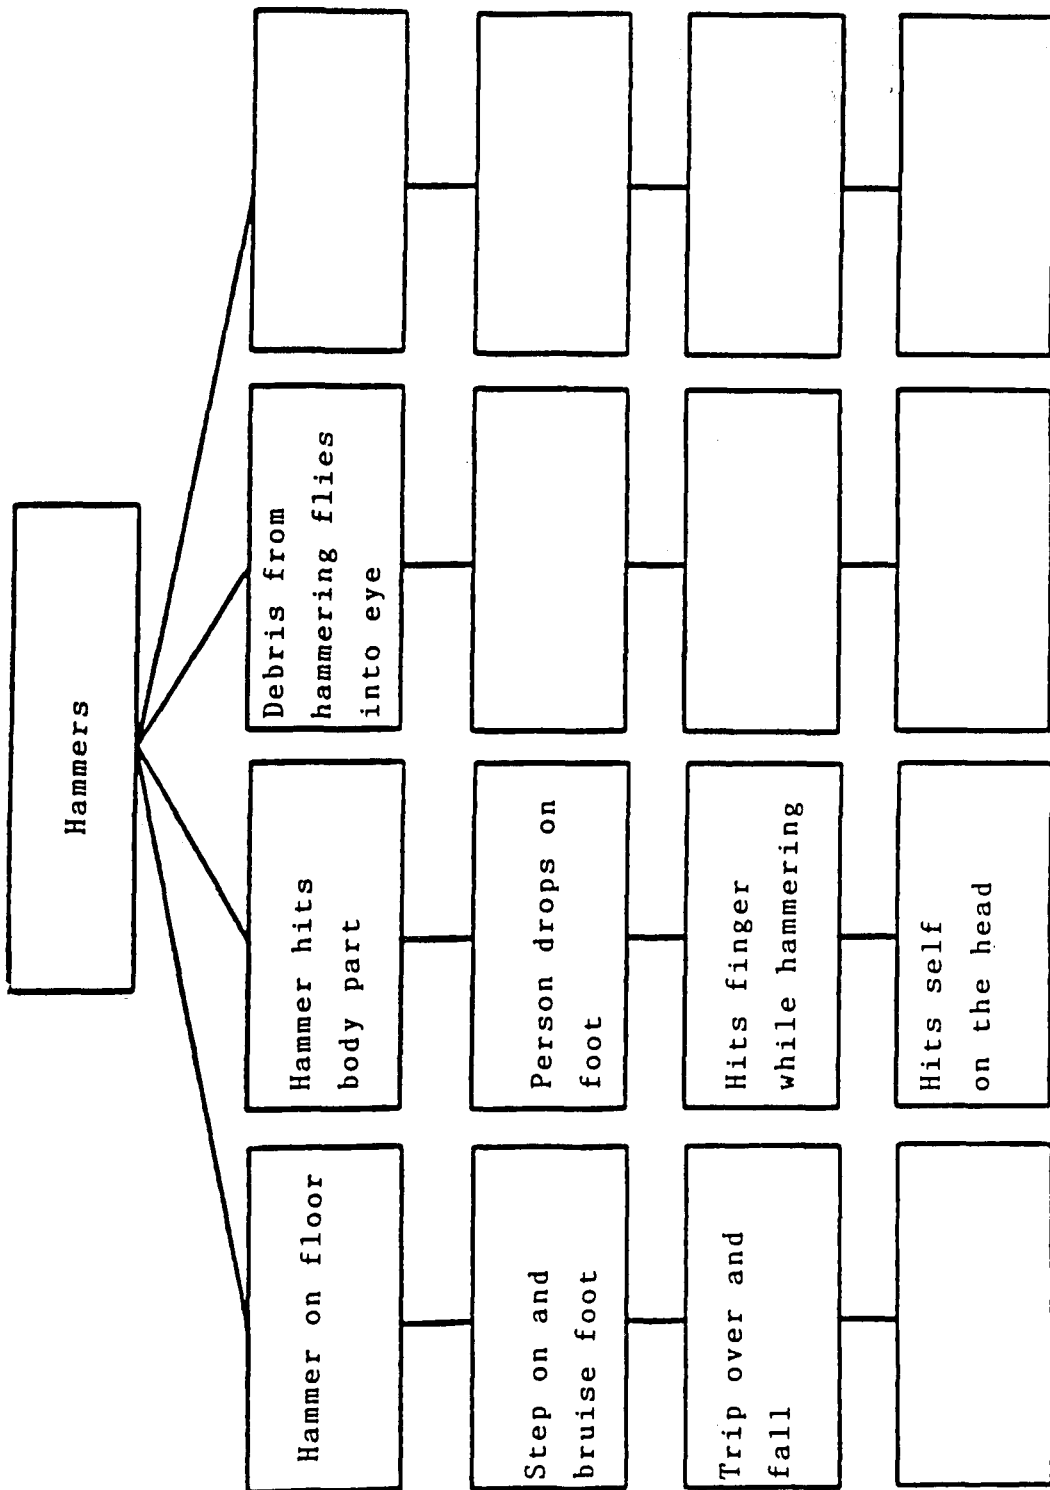 Hammers
Hammer on floor
Step on and
bruise foot
Trip over and
fall
Hammer hits
body part
Person drops on
foot
Hits finger
while hammering
Hits self
on the head
Debris from
hammering flies
into eye